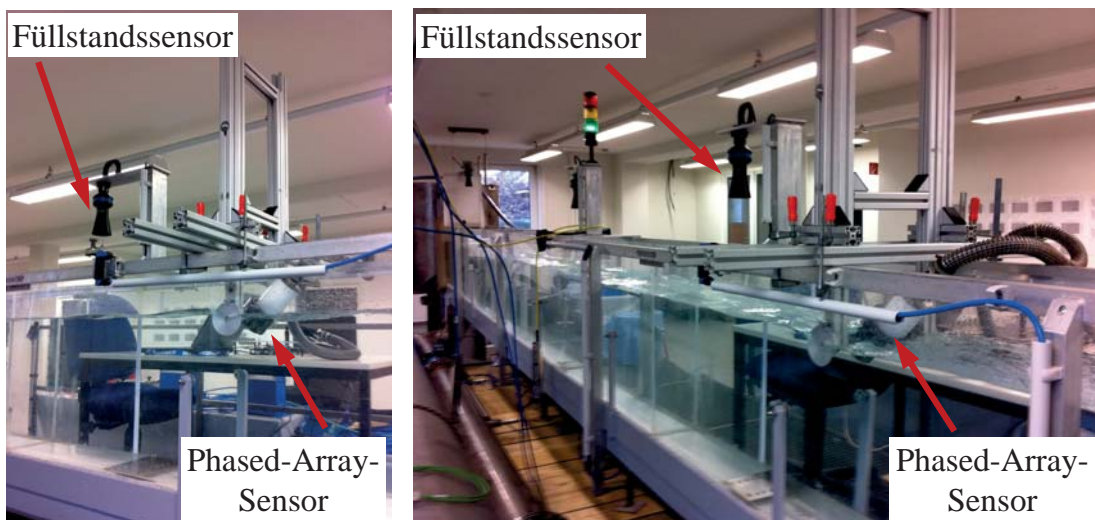 Füllstandssensor
Phased-Array-
Sensor
Füllstandssensor
Phased-Array-
Sensor